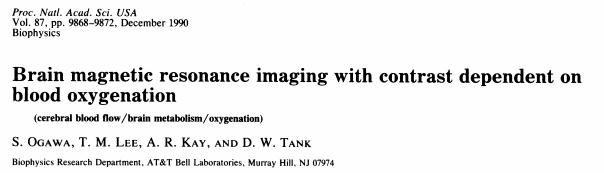 Proc. Natl. Acad. Sci. USA
Vol. 87, pp. 9868-9872, December 1990
Biophysics
Brain magnetic resonance imaging with contrast dependent on
blood oxygenation
(cerebral blood flow/brain metabolism/oxygenation)
S. OGAWA, T. M. LEE, A. R. KAY, AND D. W. TANK
Biophysics Research Department, AT&T Bell Laboratories, Murray Hill, NJ 07974